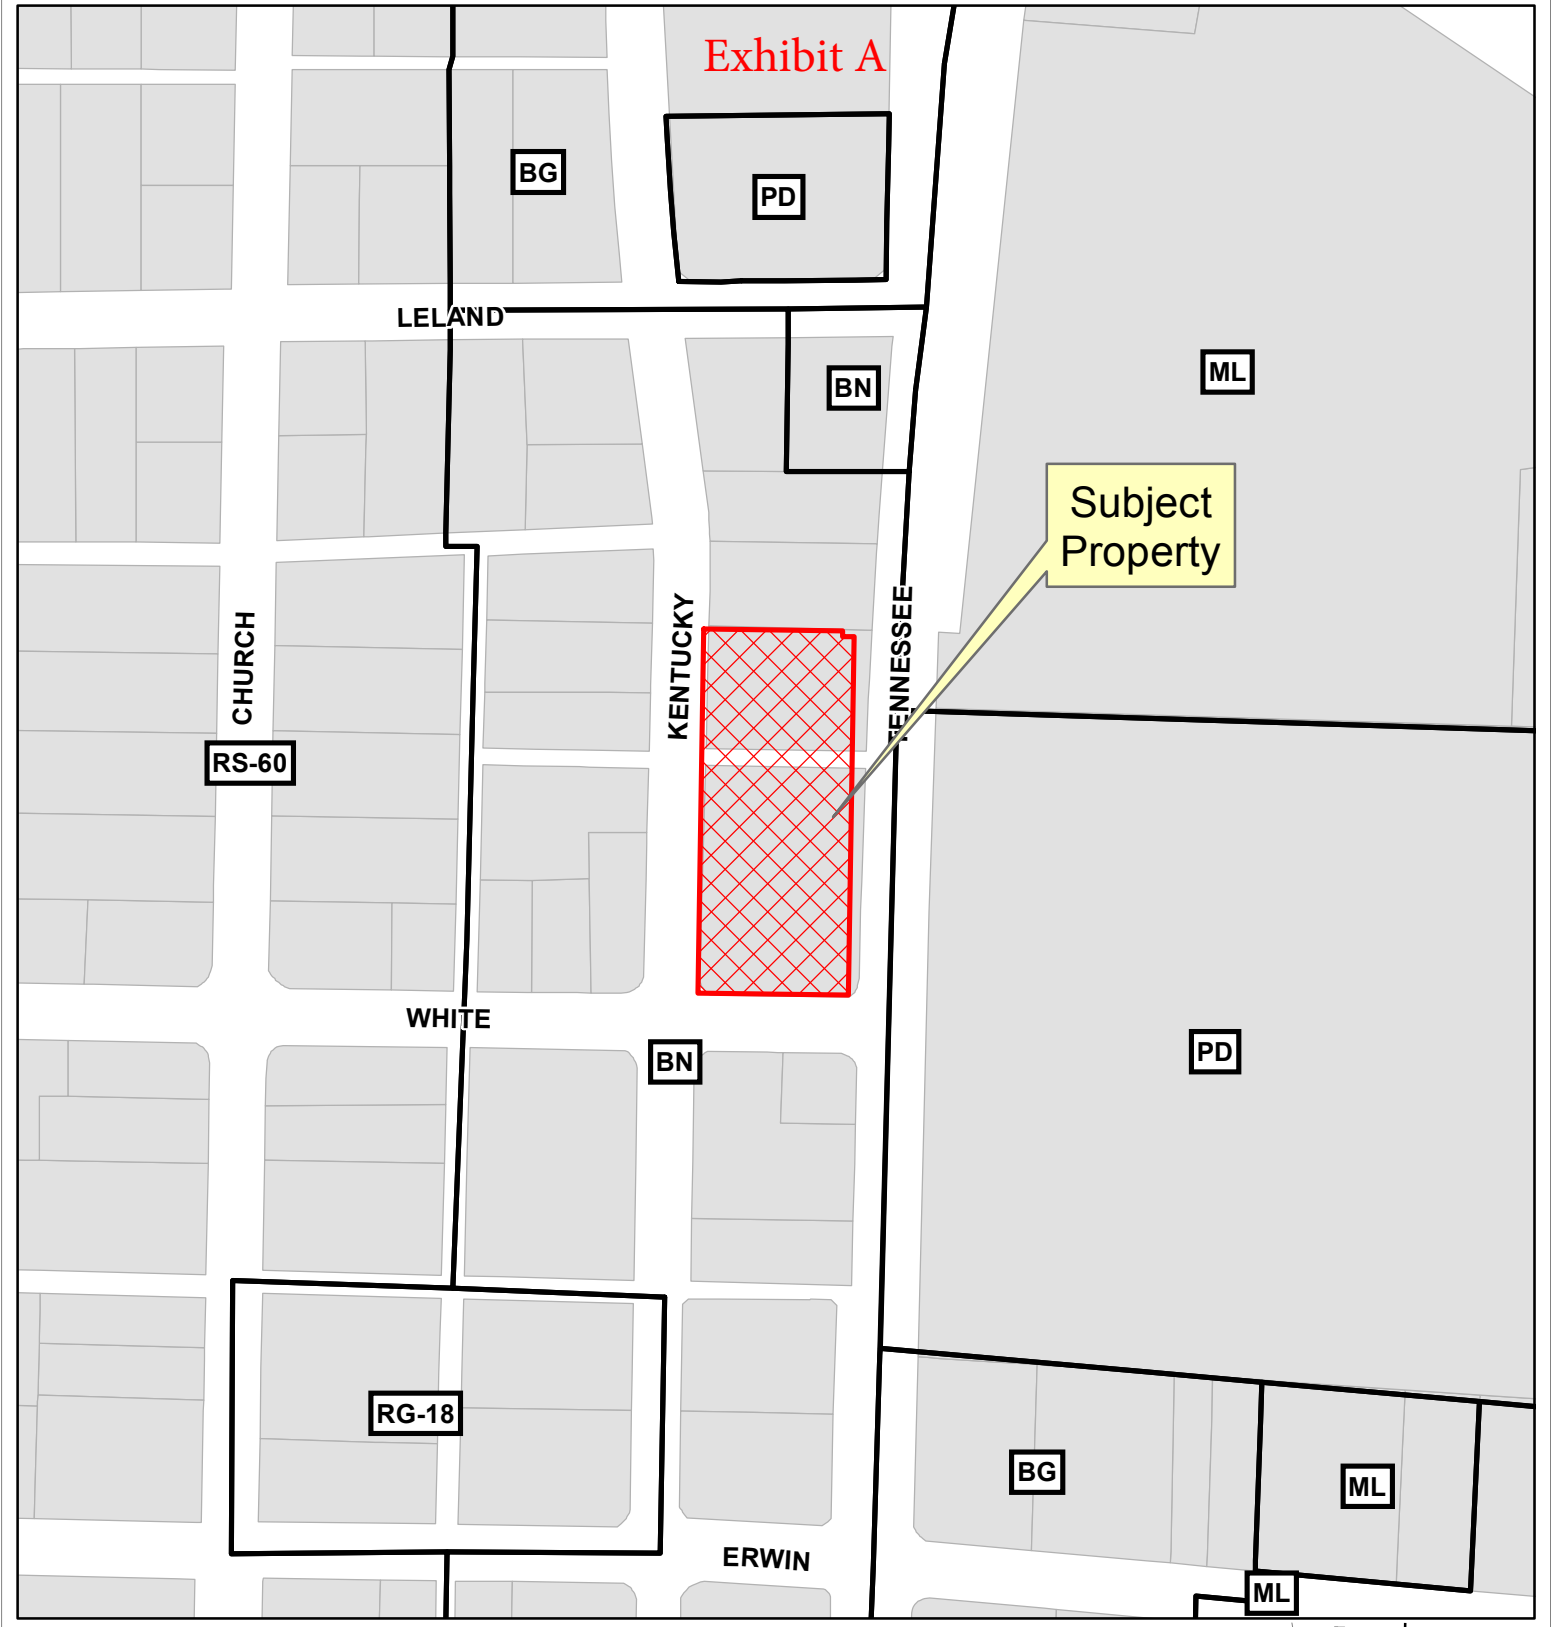 Exhibit A
BG
PD
LELAND
ML
BN
Subject
Property
KENTUCKY
TENNESSEE
CHURCH
RS-60
WHITE
BN
PD
RG-18
BG
ML
ERWIN
ML